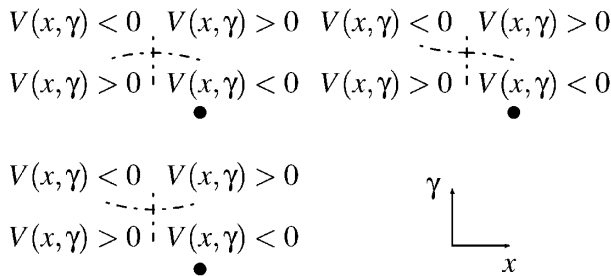 V(x,γ) < 0 V(x,γ) > 0 V(x,γ) < 0 V(x,γ) > 0
V(x,γ) > 0 V(x,γ) < 0 V(x,γ) > 0 V(x,γ) < 0
V(x,γ) < 0 V(x,γ) > 0
γ
V(x,γ) > 0 V(x,γ) < 0
x